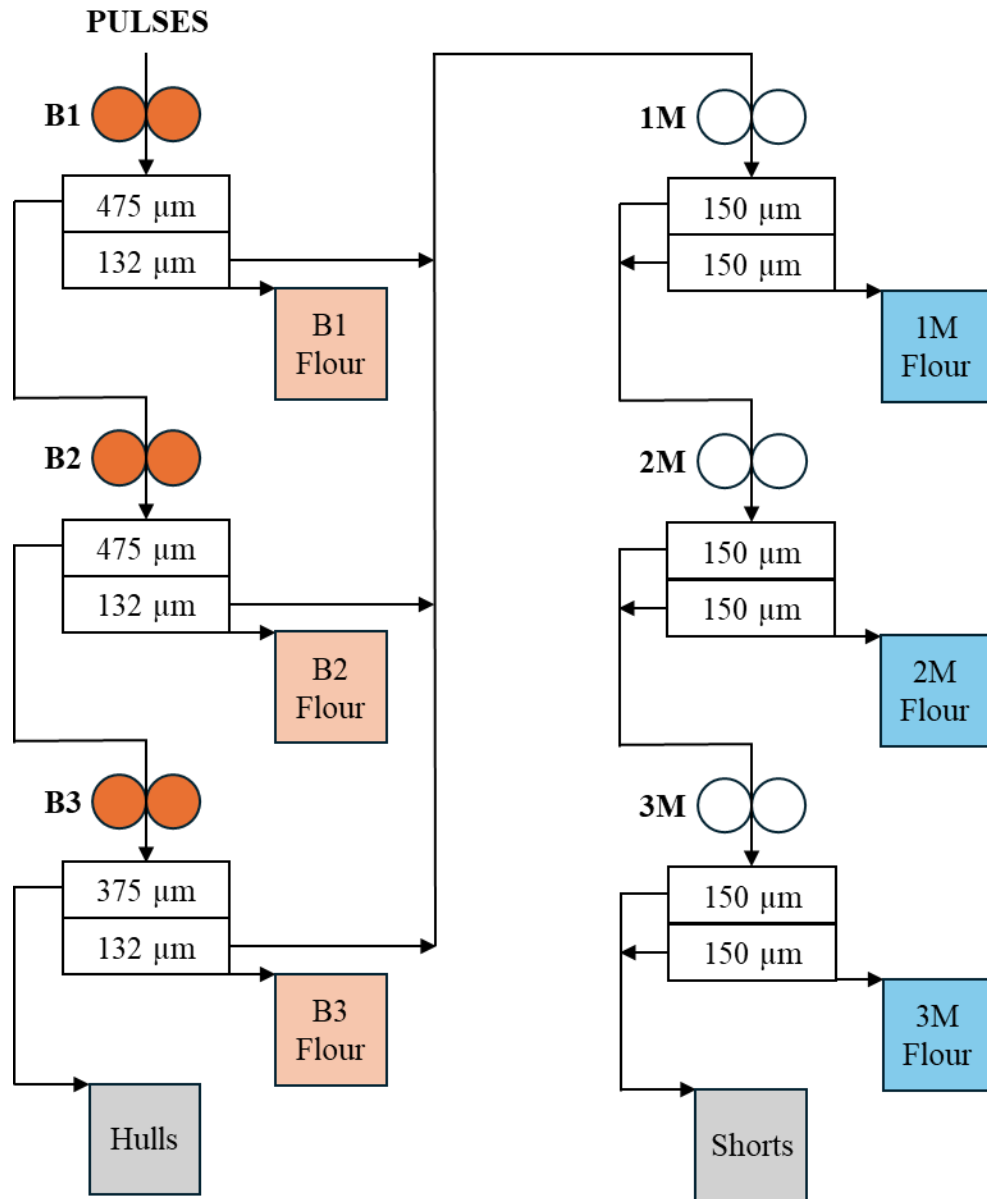 PULSES
B1
475 µm
132 µm
B1
Flour
B2
475 µm
132 µm
B2
Flour
B3
375 µm
132 µm
B3
Flour
Hulls
1M
150 µm
150 µm
1M
Flour
2M
150 µm
150 µm
2M
Flour
3M
150 µm
150 µm
3M
Flour
Shorts